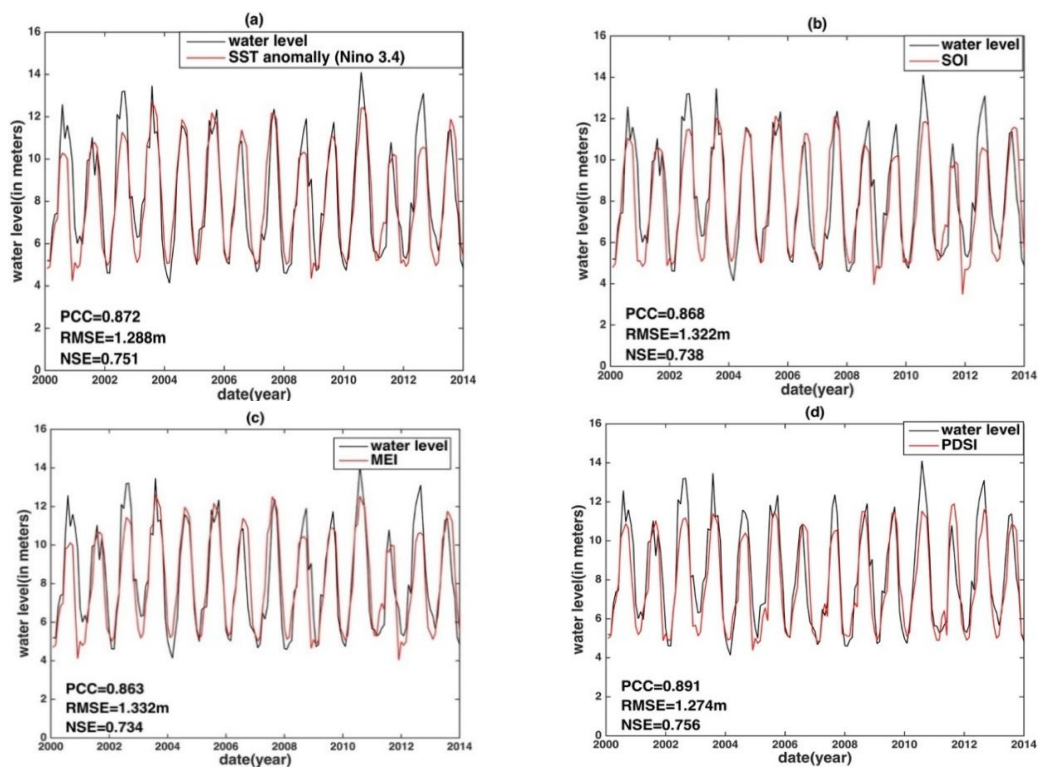 (a)
water level
SST anomally (Nino 3.4)
16
14
12
10
8
6
4
2
0
water level(in meters)
PCC=0.872
RMSE=1.288m
NSE=0.751
2000 2002 2004 2006 2008 2010 2012 2014
date(year)
(b)
water level
SOI
16
14
12
10
8
6
4
2
0
water level(in meters)
PCC=0.868
RMSE=1.322m
NSE=0.738
2000 2002 2004 2006 2008 2010 2012 2014
date(year)
(c)
water level
MEI
16
14
12
10
8
6
4
2
0
water level(in meters)
PCC=0.863
RMSE=1.332m
NSE=0.734
2000 2002 2004 2006 2008 2010 2012 2014
date(year)
(d)
water level
PDSI
16
14
12
10
8
6
4
2
0
water level(in meters)
PCC=0.891
RMSE=1.274m
NSE=0.756
2000 2002 2004 2006 2008 2010 2012 2014
date(year)